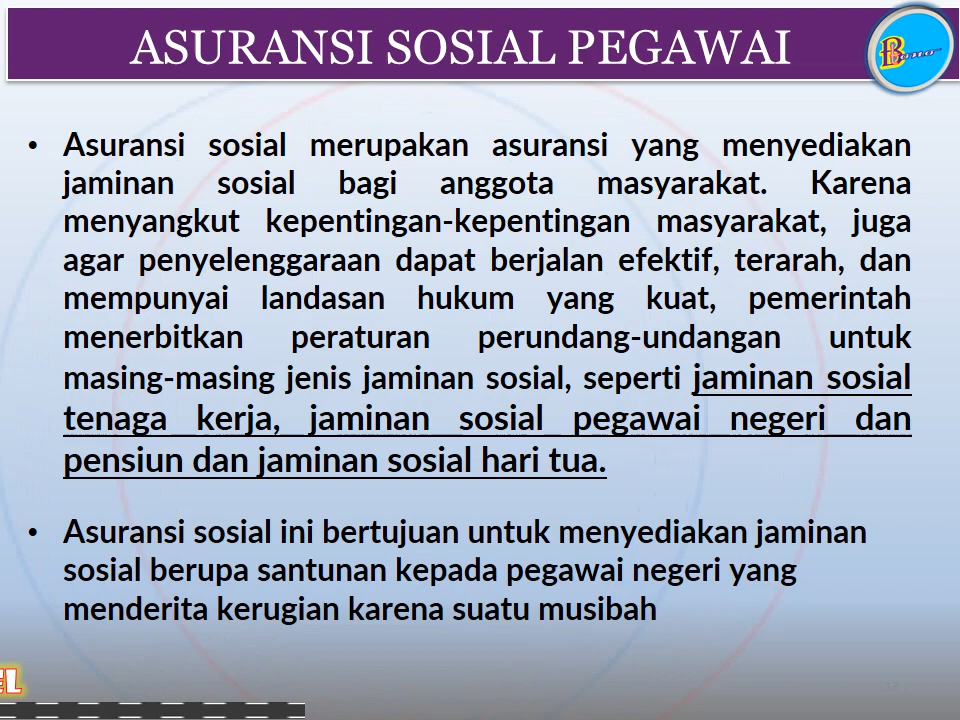 ASURANSI SOSIAL PEGAWAI
Bono
• Asuransi sosial merupakan asuransi yang menyediakan
jaminan sosial bagi anggota masyarakat. Karena
menyangkut kepentingan-kepentingan masyarakat, juga
agar penyelenggaraan dapat berjalan efektif, terarah, dan
mempunyai landasan hukum yang kuat, pemerintah
menerbitkan peraturan perundang-undangan untuk
masing-masing jenis jaminan sosial, seperti jaminan sosial
tenaga kerja, jaminan sosial pegawai negeri dan
pensiun dan jaminan sosial hari tua.
• Asuransi sosial ini bertujuan untuk menyediakan jaminan
sosial berupa santunan kepada pegawai negeri yang
menderita kerugian karena suatu musibah
EL